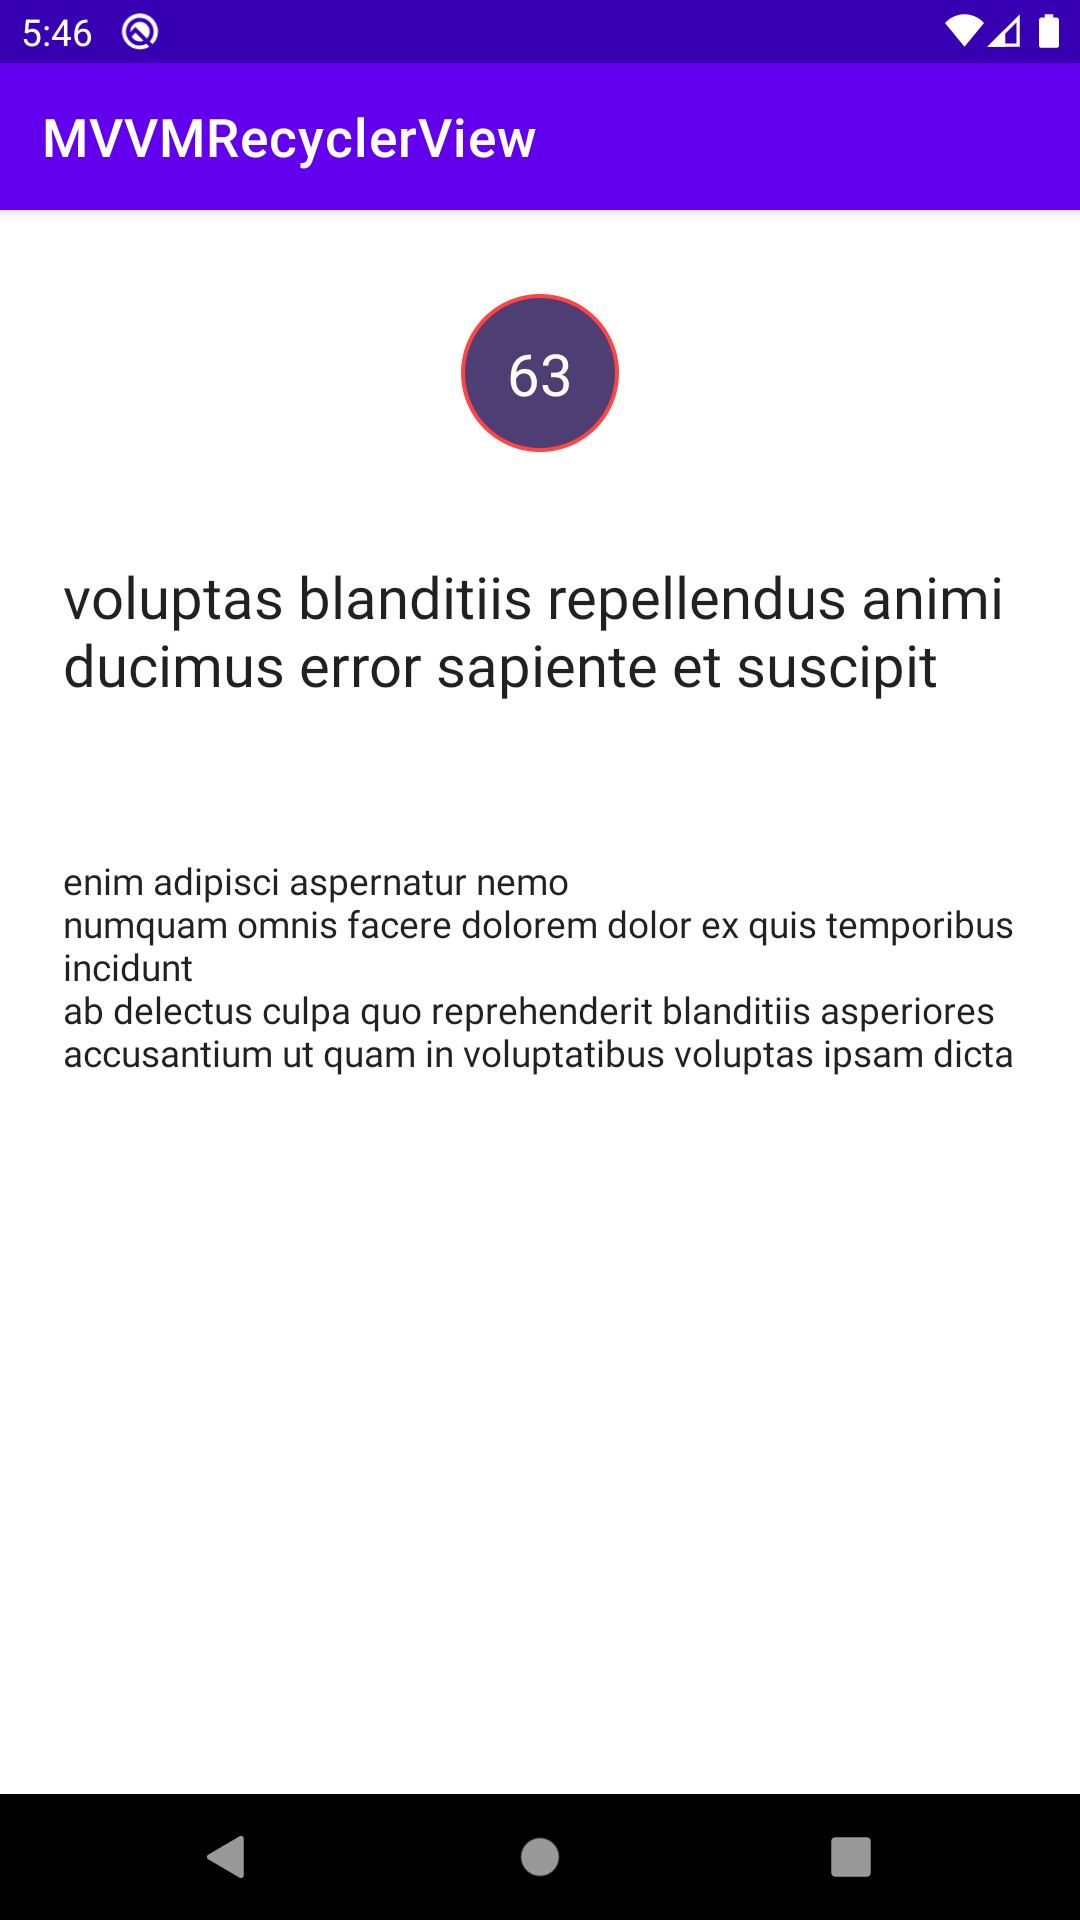 5:46
MVVMRecyclerView
63
voluptas blanditiis repellendus animi
ducimus error sapiente et suscipit
enim adipisci aspernatur nemo
numquam omnis facere dolorem dolor ex quis temporibus
incidunt
ab delectus culpa quo reprehenderit blanditiis asperiores
accusantium ut quam in voluptatibus voluptas ipsam dicta